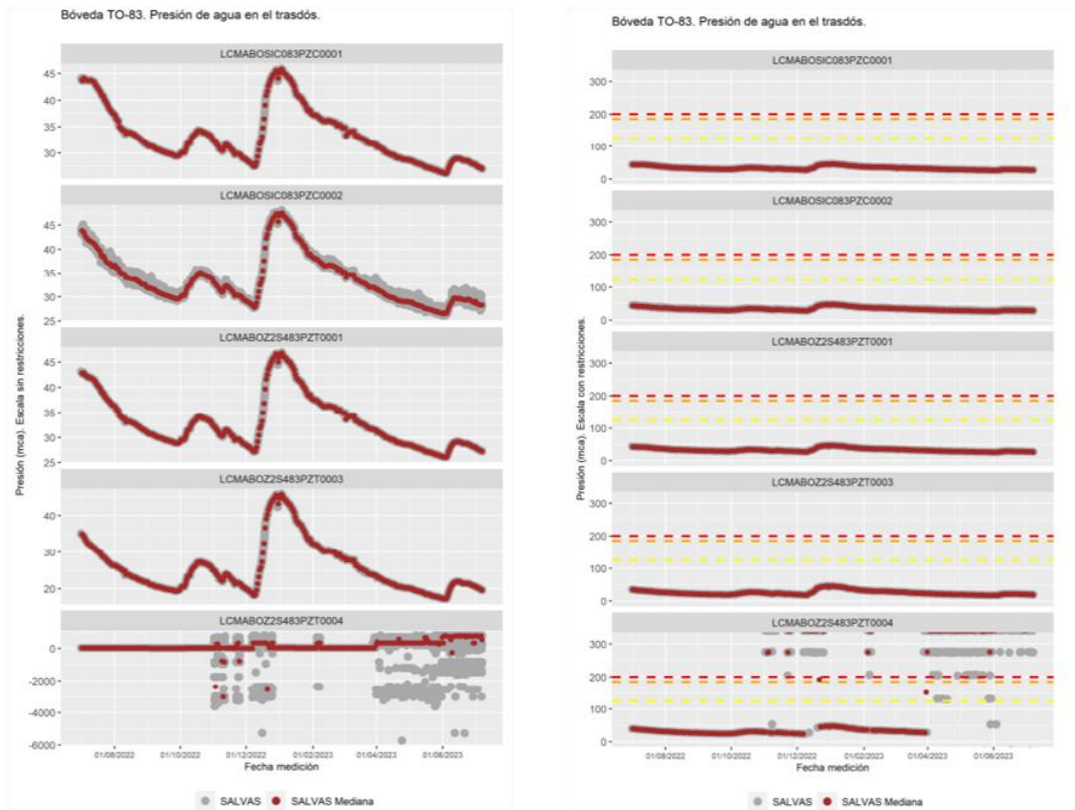 Bóveda TO-83. Presión de agua en el trasdós.
Presión (mca). Escala sin restricciones.
LCMABOSIC083PZC0001
45
40
35
30
LCMABOSIC083PZC0002
45
40
35
30
25
LCMABOZ2S483PZT0001
45
40
35
30
25
LCMABOZ2S483PZT0003
40
30
20
LCMABOZ2S483PZT0004
0
-2000
-4000
-6000
01/08/2022 01/10/2022 01/12/2022 01/02/2023 01/04/2023 01/06/2023
Fecha medición
SALVAS SALVAS Mediana
Bóveda TO-83. Presión de agua en el trasdós.
Presión (mca). Escala con restricciones.
LCMABOSIC083PZC0001
300
200
100
0
LCMABOSIC083PZC0002
300
200
100
0
LCMABOZ2S483PZT0001
300
200
100
0
LCMABOZ2S483PZT0003
300
200
100
0
LCMABOZ2S483PZT0004
300
200
100
0
01/08/2022 01/10/2022 01/12/2022 01/02/2023 01/04/2023 01/06/2023
Fecha medición
SALVAS SALVAS Mediana